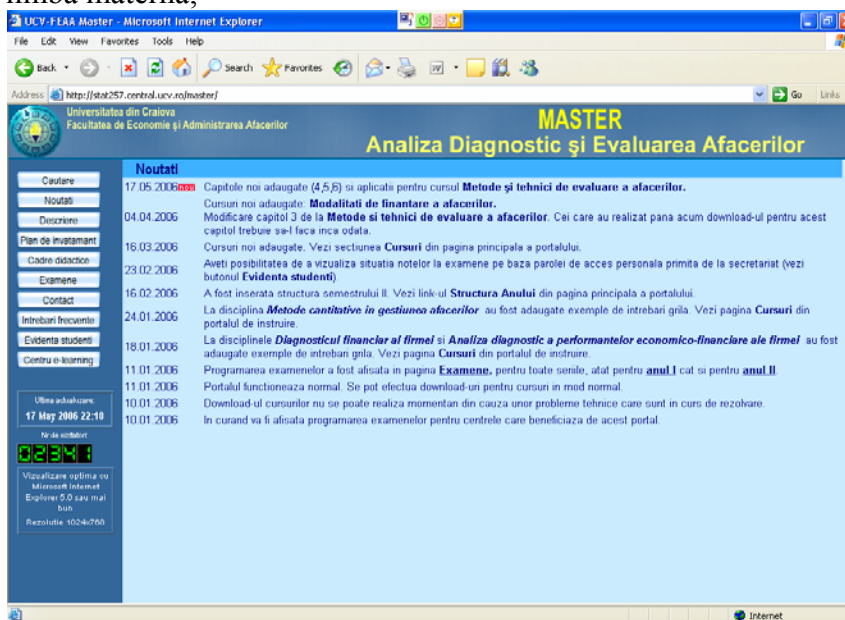 limba maternă,
UCV-FEAA Master - Microsoft Internet Explorer
File Edit View Favorites Tools Help
Back Search Favorites
Address http://stat257.central.ucv.ro/master/ Go Links
Universitatea din Craiova
Facultatea de Economie şi Administrarea Afacerilor
MASTER
Analiza Diagnostic şi Evaluarea Afacerilor
Cautare
Noutati
Descriere
Plan de invatamant
Cadre didactice
Examene
Contact
Intrebari frecvente
Evidenta studenti
Centru e-learning
Ultima actualizare:
17 May 2006 22:10
Nr de vizitatori:
02341
Vizualizare optima cu
Microsoft Internet
Explorer 5.0 sau mai
bun
Rezolutie 1024x768
Noutati
17.05.2006 nou Capitole noi adaugate (4,5,6) si aplicatii pentru cursul Metode şi tehnici de evaluare a afacerilor.
Cursuri noi adaugate: Modalitati de finantare a afacerilor.
04.04.2006 Modificare capitol 3 de la Metode si tehnici de evaluare a afacerilor. Cei care au realizat pana acum download-ul pentru acest
capitol trebuie sa-l faca inca odata.
16.03.2006 Cursuri noi adaugate. Vezi sectiunea Cursuri din pagina principala a portalului.
23.02.2006 Aveti posibilitatea de a vizualiza situatia notelor la examene pe baza parolei de acces personala primita de la secretariat (vezi
butonul Evidenta studenti).
16.02.2006 A fost inserata structura semestrului II. Vezi link-ul Structura Anului din pagina principala a portalului.
24.01.2006 La disciplina Metode cantitative in gestiunea afacerilor au fost adaugate exemple de intrebari grila. Vezi pagina Cursuri din
portalul de instruire.
18.01.2006 La disciplinele Diagnosticul financiar al firmei si Analiza diagnostic a performantelor economico-financiare ale firmei au fost
adaugate exemple de intrebari grila. Vezi pagina Cursuri din portalul de instruire.
11.01.2006 Programarea examenelor a fost afisata in pagina Examene, pentru toate seriile, atat pentru anul I cat si pentru anul II.
11.01.2006 Portalul functioneaza normal. Se pot efectua download-uri pentru cursuri in mod normal.
10.01.2006 Download-ul cursurilor nu se poate realiza momentan din cauza unor probleme tehnice care sunt in curs de rezolvare.
10.01.2006 In curand va fi afisata programarea examenelor pentru centrele care beneficiaza de acest portal.
Internet